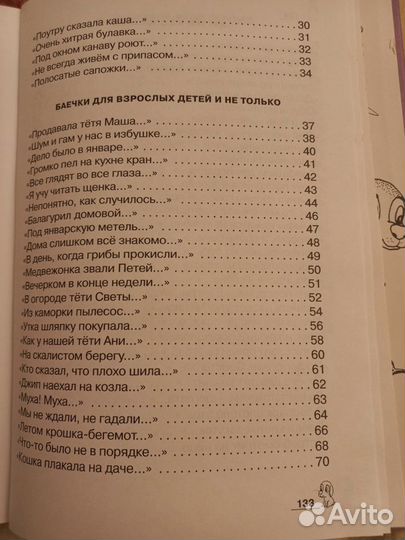 «Поутру сказала каша...» 30
«Очень хитрая булавка...» 31
«Под окном канаву роют...» 32
«Не всегда живём с припасом...» 33
«Полосатые сапожки...» 34
БАЕЧКИ ДЛЯ ВЗРОСЛЫХ ДЕТЕЙ И НЕ ТОЛЬКО
«Продавала тётя Маша...» 37
«Шум и гам у нас в избушке...» 38
«Дело было в январе...» 40
«Громко пел на кухне кран...» 41
«Все глядят во все глаза...» 42
«Я учу читать щенка...» 43
«Непонятно, как случилось...» 44
«Балагурил домовой...» 46
«Под январскую метель...» 47
«Дома слишком всё знакомо...» 48
«В день, когда грибы прокисли...» 49
«Медвежонка звали Петей...» 50
«Вечерком в конце недели...» 51
«В огороде тёти Светы...» 52
«Из каморки пылесос...» 54
«Утка шляпку покупала...» 56
«Как у нашей тёти Ани...» 58
«На скалистом берегу...» 60
«Кто сказал, что плохо шила...» 61
«Джип наехал на козла...» 62
«Муха! Муха...» 63
«Мы не ждали, не гадали...» 64
«Летом крошка-бегемот...» 66
«Что-то было не в порядке...» 68
«Кошка плакала на даче...» 70
133
Avito